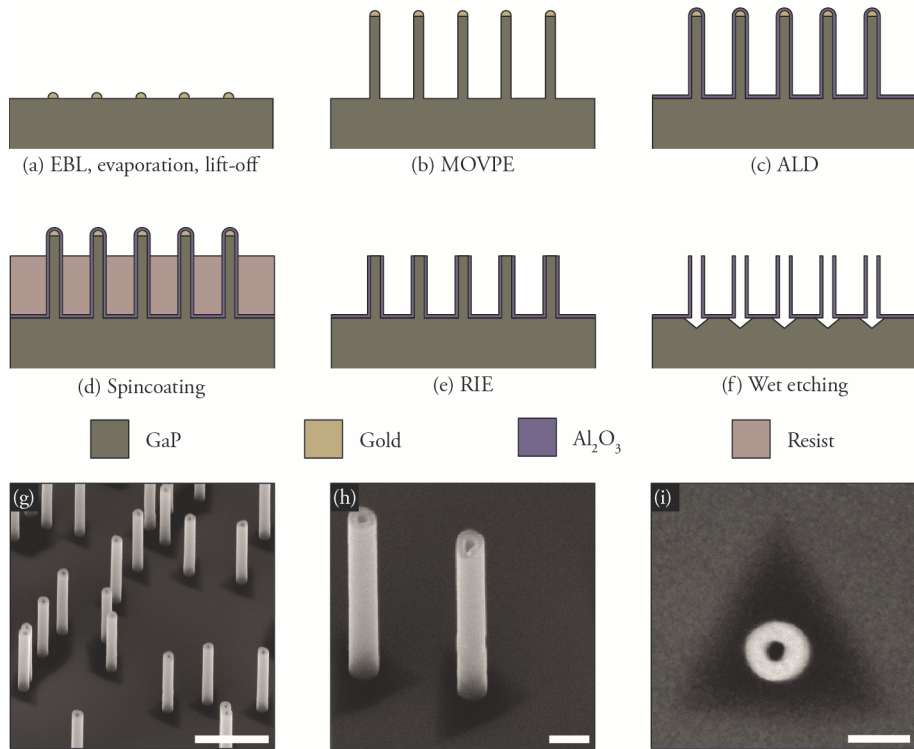 (a) EBL, evaporation, lift-off
(b) MOVPE
(c) ALD
(d) Spincoating
(e) RIE
(f) Wet etching
GaP
Gold
Al₂O₃
Resist
(g)
(h)
(i)